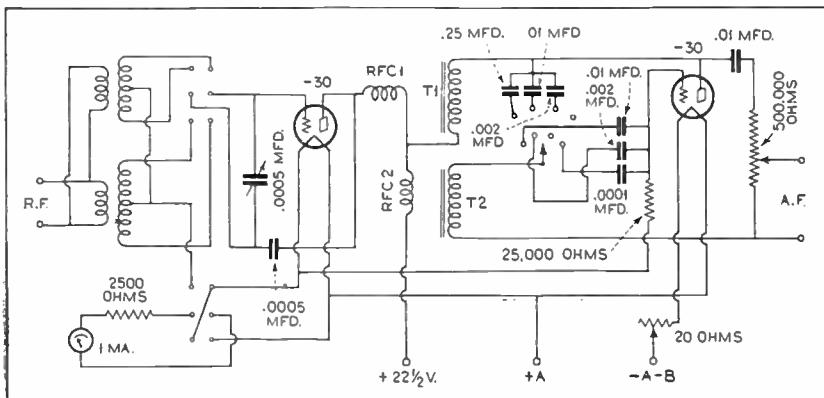 .25 MFD.
.01 MFD
.01 MFD.
-30
RFC1
T1
.01 MFD.
.002
MFD.
-30
.002
MFD
500,000
OHMS
.0005 MFD.
R.F.
RFC2
T2
.0001
MFD.
A.F.
25,000 OHMS
2500
OHMS
.0005
MFD.
1 MA.
20 OHMS
+ 22½ V.
+A
-A-B